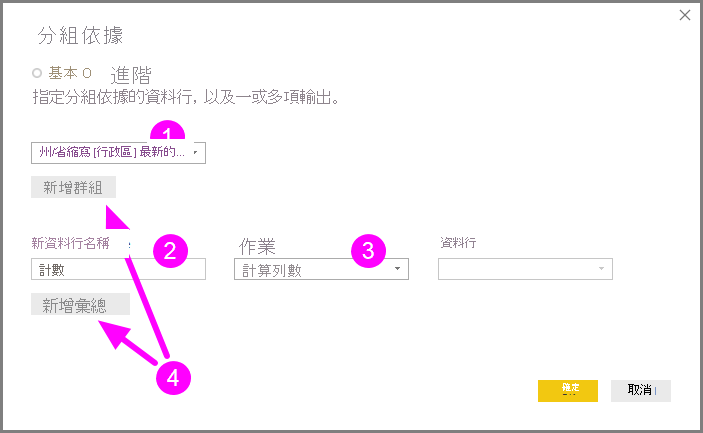 分組依據
基本 O 進階
指定分組依據的資料行, 以及一或多項輸出。
1
州/省縮寫 [行政區] 最新的...
新增群組
新資料行名稱 2 作業 3 資料行
計數 計算列數
新增彙總
4
確定 取消